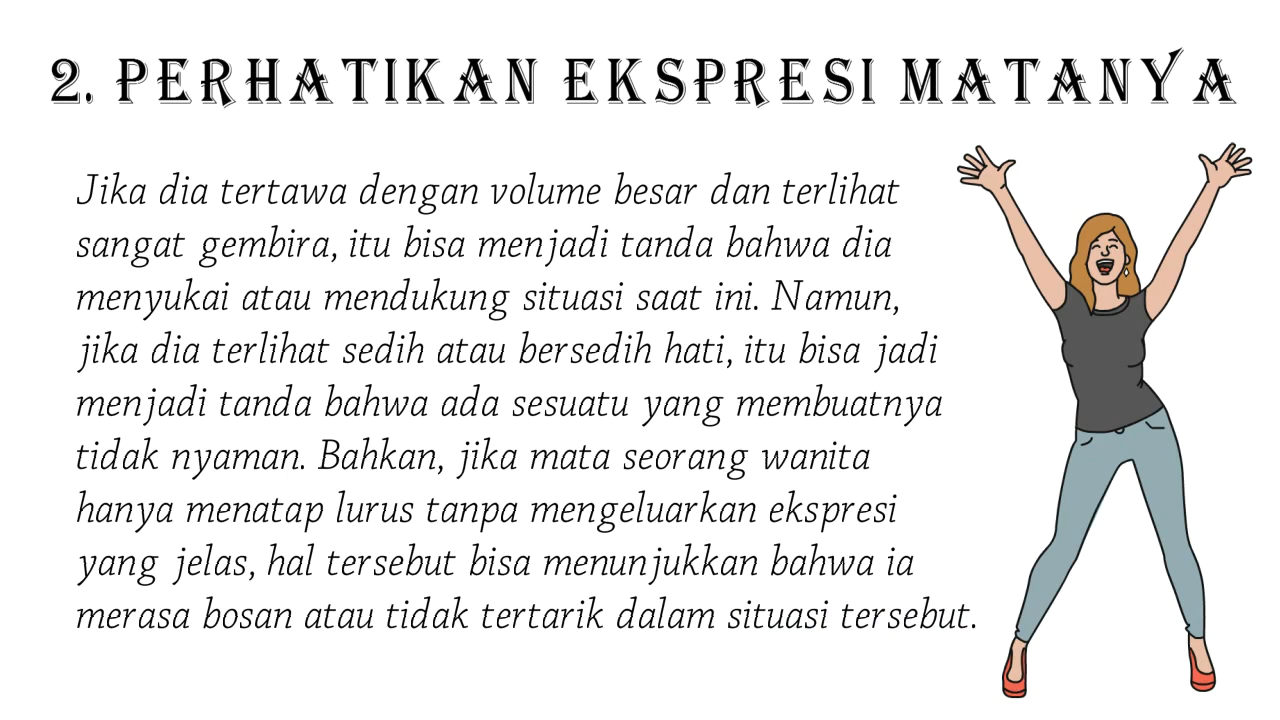 2. PERHATIKAN EKSPRESI MATANYA
Jika dia tertawa dengan volume besar dan terlihat
sangat gembira, itu bisa menjadi tanda bahwa dia
menyukai atau mendukung situasi saat ini. Namun,
jika dia terlihat sedih atau bersedih hati, itu bisa jadi
menjadi tanda bahwa ada sesuatu yang membuatnya
tidak nyaman. Bahkan, jika mata seorang wanita
hanya menatap lurus tanpa mengeluarkan ekspresi
yang jelas, hal tersebut bisa menunjukkan bahwa ia
merasa bosan atau tidak tertarik dalam situasi tersebut.